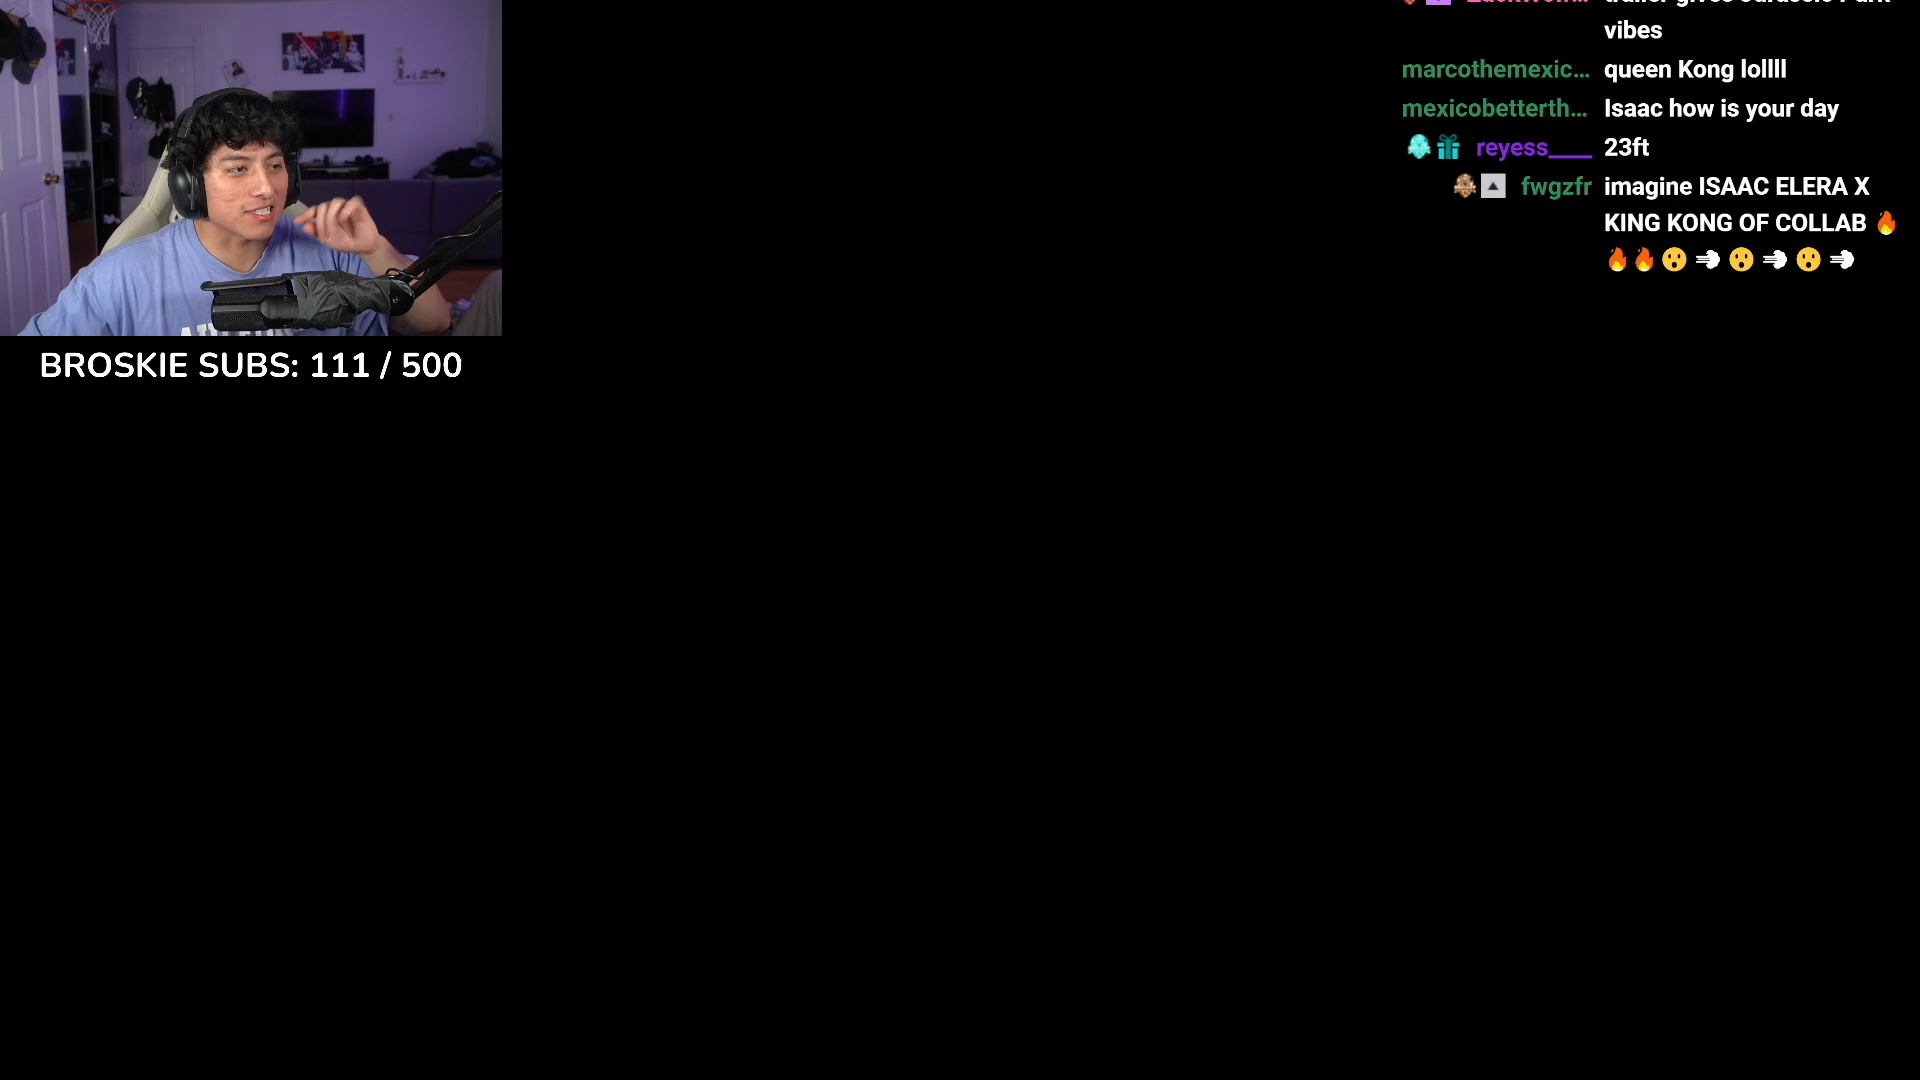 vibes
marcothemexic… queen Kong lollll
mexicobetterth… Isaac how is your day
reyess____ 23ft
fwgzfr imagine ISAAC ELERA X
KING KONG OF COLLAB 🔥
🔥🔥😮💨😮💨😮💨
BROSKIE SUBS: 111 / 500